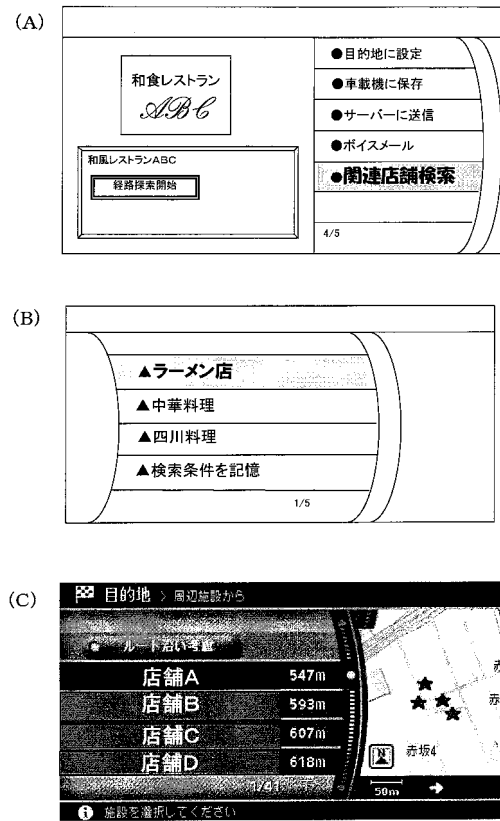 (A)
和食レストラン
ABC
和風レストランABC
経路探索開始
●目的地に設定
●車載機に保存
●サーバーに送信
●ボイスメール
●関連店舗検索
4/5
(B)
▲ラーメン店
▲中華料理
▲四川料理
▲検索条件を記憶
1/5
(C)
目的地 > 周辺施設から
ルート沿い考慮
店舗A 547m
店舗B 593m
店舗C 607m
店舗D 618m
1/41
赤
赤
赤坂4
N
50m
i 施設を選択してください